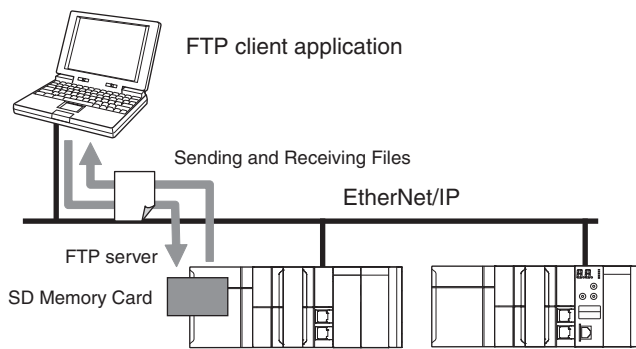 FTP client application
Sending and Receiving Files
EtherNet/IP
FTP server
SD Memory Card